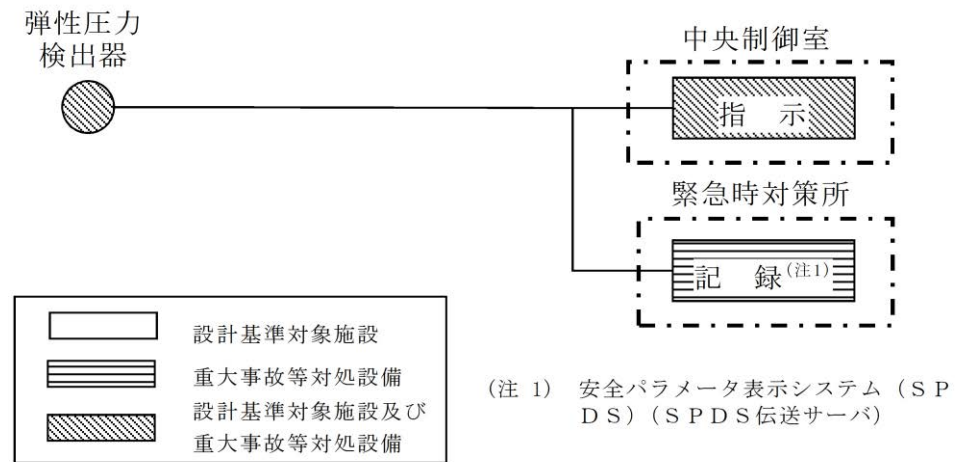 弾性圧力
検出器
中央制御室
指 示
緊急時対策所
記 録(注1)
設計基準対象施設
重大事故等対処設備
設計基準対象施設及び
重大事故等対処設備
(注 1) 安全パラメータ表示システム(SP
DS)(SPDS伝送サーバ)